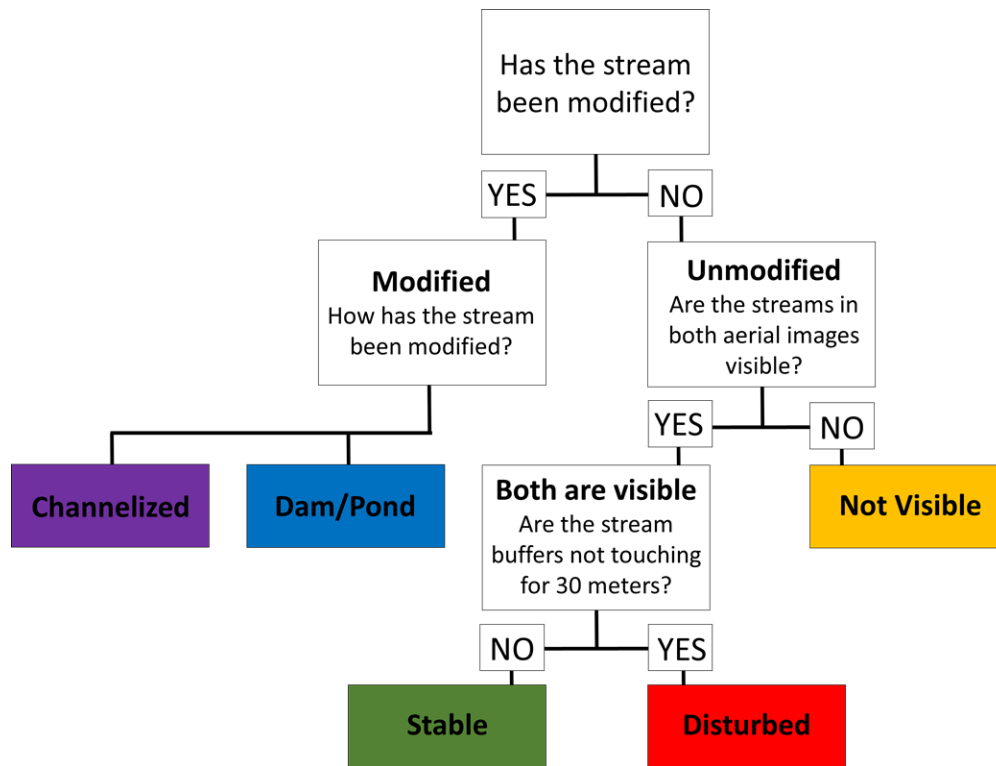 Has the stream
been modified?
YES
NO
Modified
How has the stream
been modified?
Unmodified
Are the streams in
both aerial images
visible?
YES
NO
Channelized
Dam/Pond
Both are visible
Are the stream
buffers not touching
for 30 meters?
Not Visible
NO
YES
Stable
Disturbed